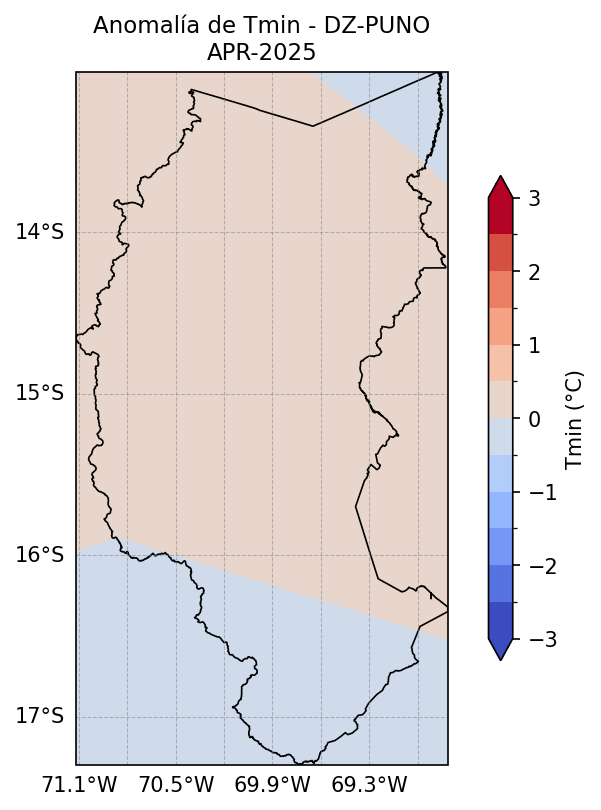 Anomalía de Tmin - DZ-PUNO
APR-2025
14°S
15°S
16°S
17°S
71.1°W 70.5°W 69.9°W 69.3°W
3
2
1
0
−1
−2
−3
Tmin (°C)